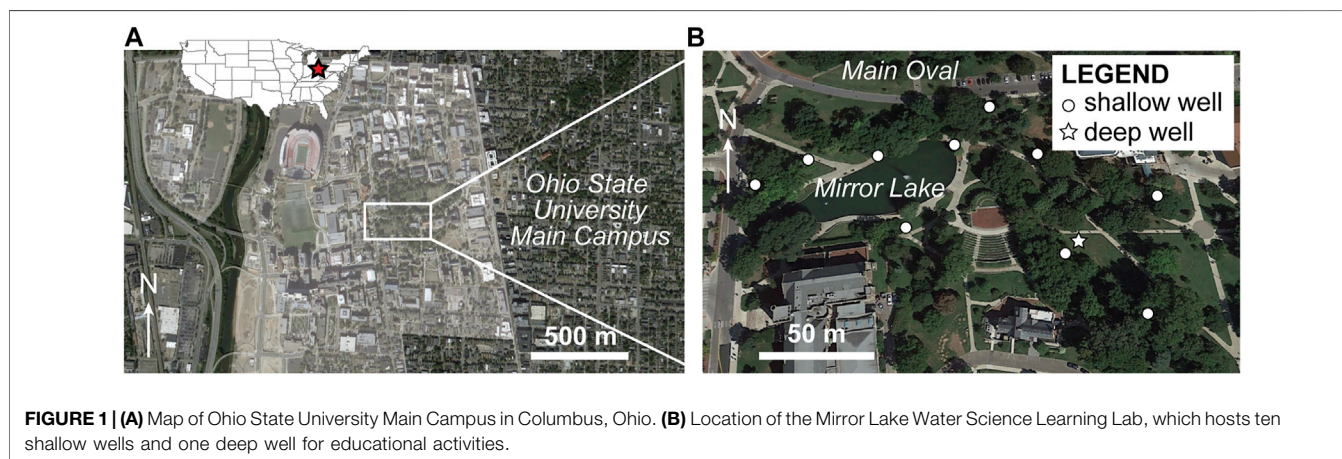 A
B
N
Ohio State
University
Main Campus
500 m
Main Oval
LEGEND
shallow well
deep well
N
Mirror Lake
50 m
FIGURE 1 | (A) Map of Ohio State University Main Campus in Columbus, Ohio. (B) Location of the Mirror Lake Water Science Learning Lab, which hosts ten
shallow wells and one deep well for educational activities.